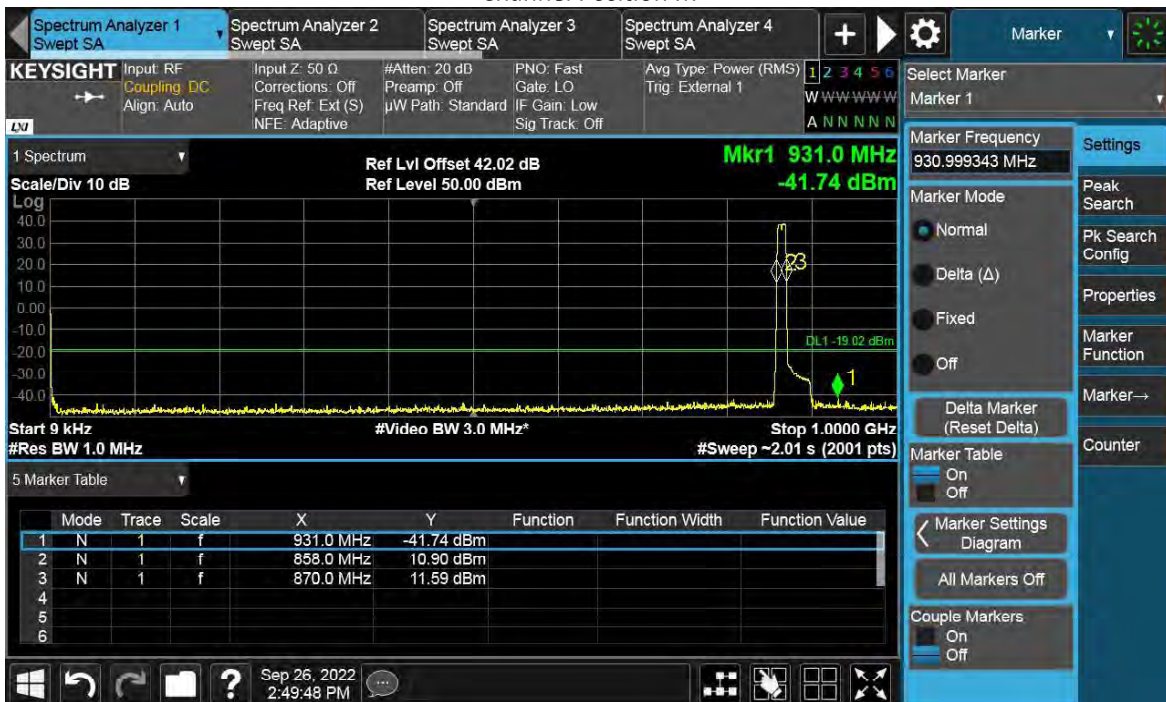 Spectrum Analyzer 1
Swept SA
Spectrum Analyzer 2
Swept SA
Spectrum Analyzer 3
Swept SA
Spectrum Analyzer 4
Swept SA
Marker
KEYSIGHT
LXI
Input: RF
Coupling: DC
Align: Auto
Input Z: 50 Ω
Corrections: Off
Freq Ref: Ext (S)
NFE: Adaptive
#Atten: 20 dB
Preamp: Off
µW Path: Standard
PNO: Fast
Gate: LO
IF Gain: Low
Sig Track: Off
Avg Type: Power (RMS)
Trig: External 1
1 2 3 4 5 6
W W W W W W
A N N N N N
Select Marker
Marker 1
1 Spectrum
Scale/Div 10 dB
Ref Lvl Offset 42.02 dB
Ref Level 50.00 dBm
Mkr1 931.0 MHz
-41.74 dBm
Log
40.0
30.0
20.0
10.0
0.00
-10.0
-20.0
-30.0
-40.0
23
DL1 -19.02 dBm
1
Start 9 kHz
#Res BW 1.0 MHz
#Video BW 3.0 MHz*
Stop 1.0000 GHz
#Sweep ~2.01 s (2001 pts)
5 Marker Table
Mode Trace Scale X Y Function Function Width Function Value
1 N 1 f 931.0 MHz -41.74 dBm
2 N 1 f 858.0 MHz 10.90 dBm
3 N 1 f 870.0 MHz 11.59 dBm
4
5
6
Marker Frequency
930.999343 MHz
Marker Mode
Normal
Delta (Δ)
Fixed
Off
Delta Marker
(Reset Delta)
Marker Table
On
Off
Marker Settings
Diagram
All Markers Off
Couple Markers
On
Off
Settings
Peak
Search
Pk Search
Config
Properties
Marker
Function
Marker→
Counter
?
Sep 26, 2022
2:49:48 PM